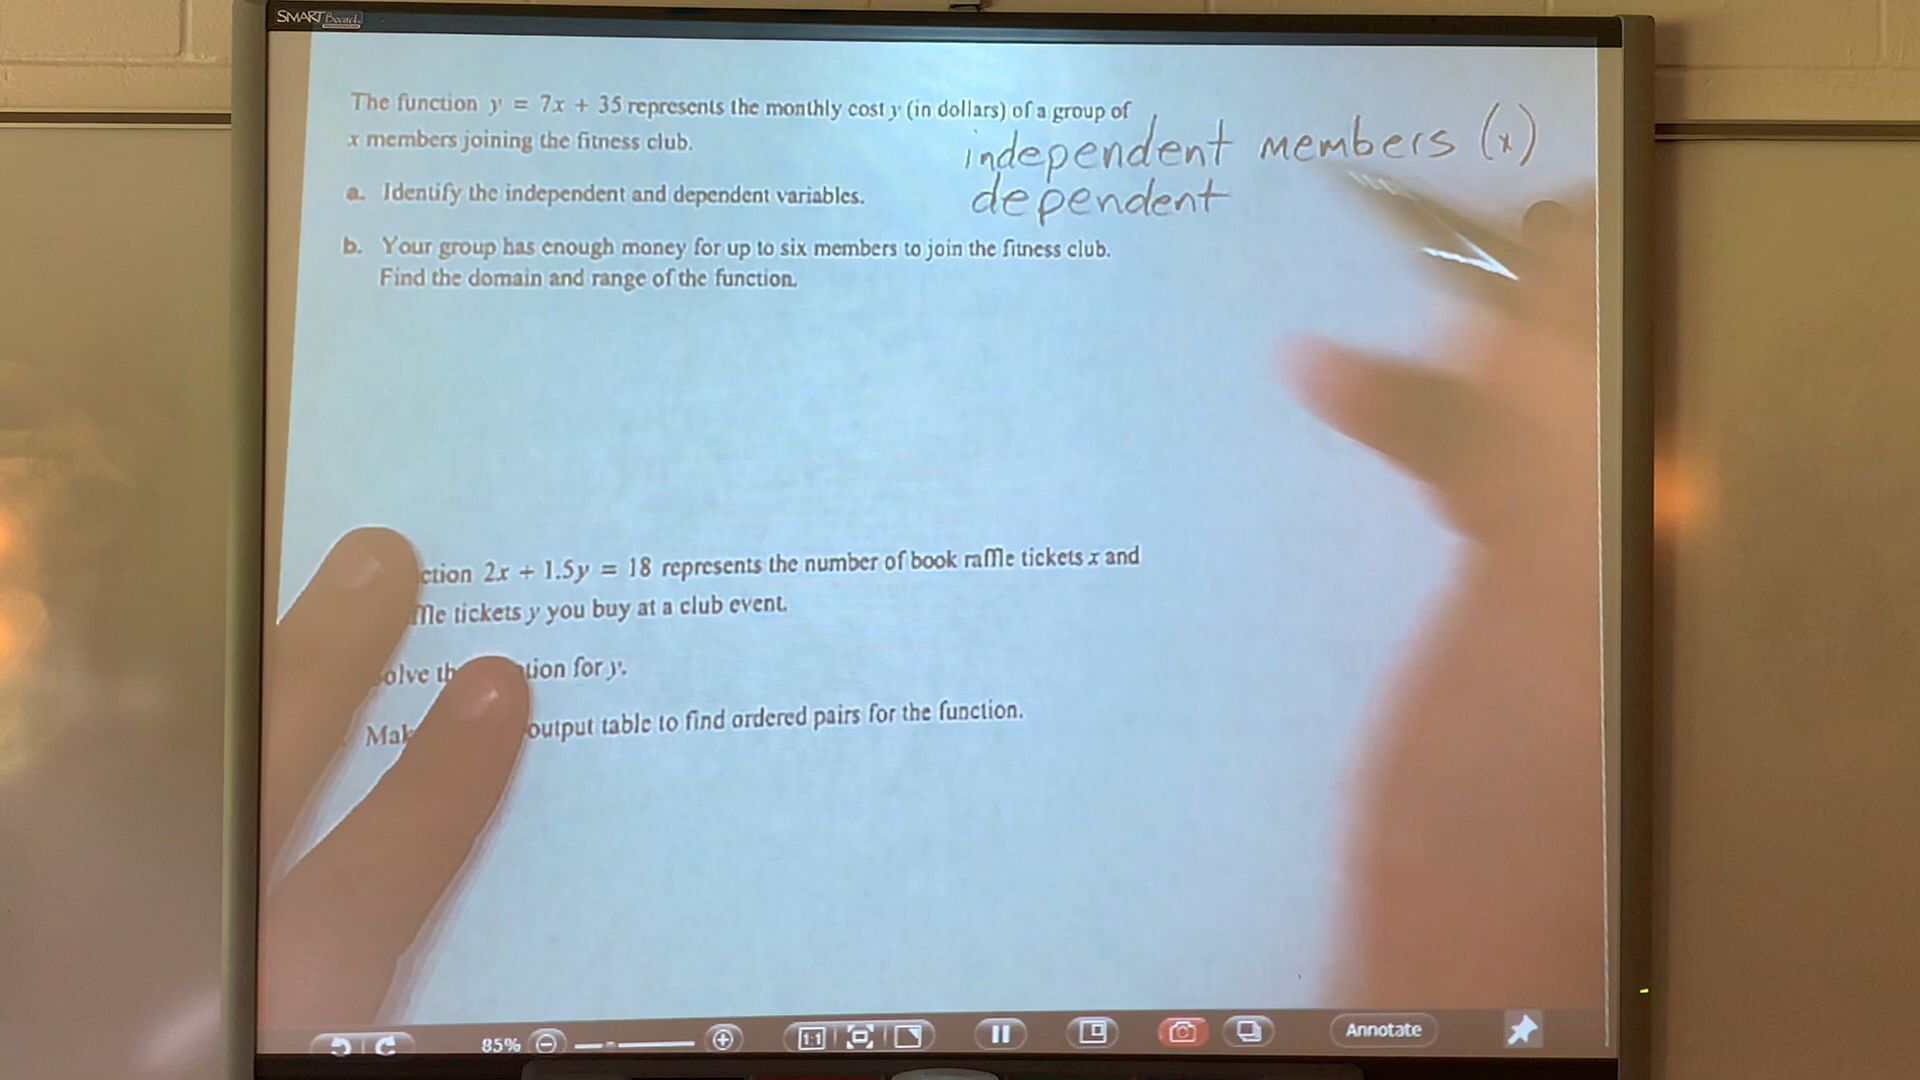 SMART Board
The function y = 7x + 35 represents the monthly cost y (in dollars) of a group of
x members joining the fitness club.
independent members (x)
a. Identify the independent and dependent variables.
dependent
b. Your group has enough money for up to six members to join the fitness club.
Find the domain and range of the function.
ction 2x + 1.5y = 18 represents the number of book raffle tickets x and
ffle tickets y you buy at a club event.
olve th tion for y.
Mak output table to find ordered pairs for the function.
85% 1:1 Annotate